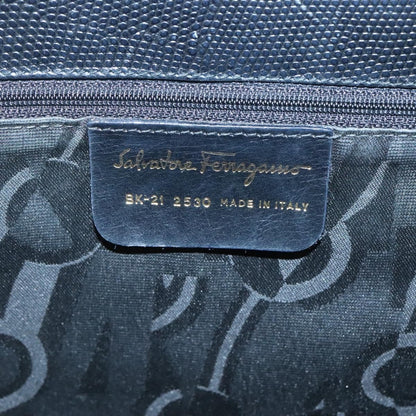 Salvatore Ferragamo
BK-21 2530 MADE IN ITALY